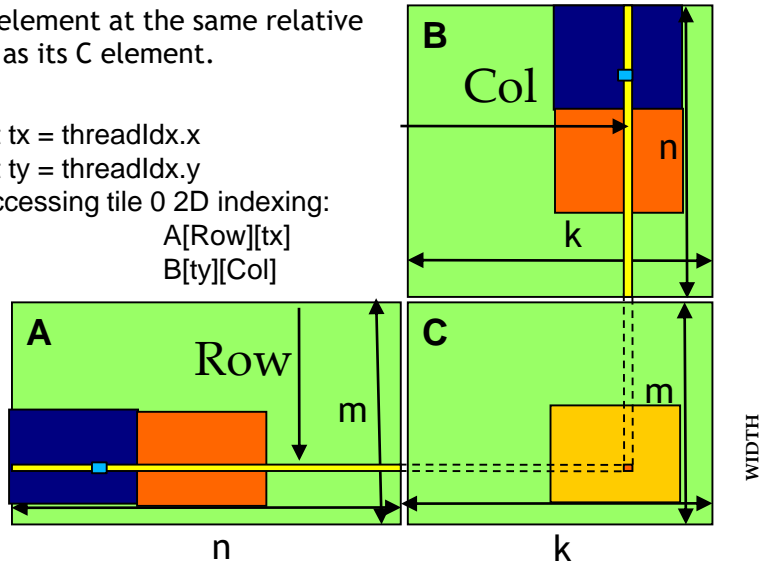 element at the same relative
as its C element.
tx = threadIdx.x
ty = threadIdx.y
ccessing tile 0 2D indexing:
A[Row][tx]
B[ty][Col]
B
Col
n
k
A
Row
m
C
m
WIDTH
n
k